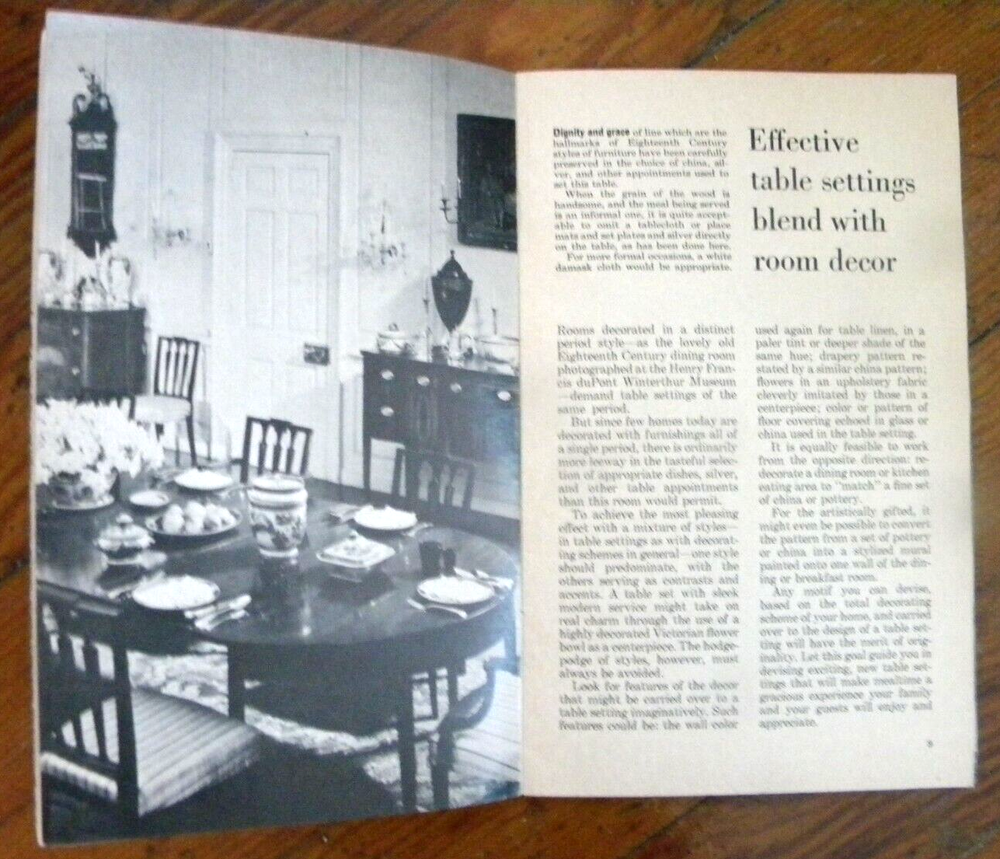 Dignity and grace of line which are the
hallmarks of Eighteenth Century
styles of furniture have been carefully
preserved in the choice of china, sil-
ver, and other appointments used to
set this table.
When the grain of the wood is
handsome, and the meal being served
is an informal one, it is quite accept-
able to omit a tablecloth or place
mats and set plates and silver directly
on the table, as has been done here.
For more formal occasions, a white
damask cloth would be appropriate.
Effective
table settings
blend with
room decor
Rooms decorated in a distinct
period style—as the lovely old
Eighteenth Century dining room
photographed at the Henry Fran-
cis duPont Winterthur Museum
—demand table settings of the
same period.
But since few homes today are
decorated with furnishings all of
a single period, there is ordinarily
more leeway in the tasteful selec-
tion of appropriate dishes, silver,
and other table appointments
than this room would permit.
To achieve the most pleasing
effect with a mixture of styles—
in table settings as with decorat-
ing schemes in general—one style
should predominate, with the
others serving as contrasts and
accents. A table set with sleek
modern service might take on
real charm through the use of a
highly decorated Victorian flower
bowl as a centerpiece. The hodge-
podge of styles, however, must
always be avoided.
Look for features of the decor
that might be carried over to a
table setting imaginatively. Such
features could be: the wall color
used again for table linen, in a
paler tint or deeper shade of the
same hue; drapery pattern re-
stated by a similar china pattern;
flowers in an upholstery fabric
cleverly imitated by those in a
centerpiece; color or pattern of
floor covering echoed in glass or
china used in the table setting.
It is equally feasible to work
from the opposite direction: re-
decorate a dining room or kitchen
eating area to "match" a fine set
of china or pottery.
For the artistically gifted, it
might even be possible to convert
the pattern from a set of pottery
or china into a stylized mural
painted onto one wall of the din-
ing or breakfast room.
Any motif you can devise,
based on the total decorating
scheme of your home, and carried
over to the design of a table set-
ting will have the merit of orig-
inality. Let this goal guide you in
devising exciting, new table set-
tings that will make mealtime a
gracious experience your family
and your guests will enjoy and
appreciate.